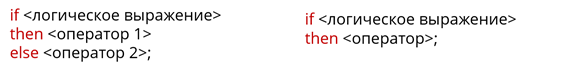 if <логическое выражение>
then <оператор 1>
else <оператор 2>;
if <логическое выражение>
then <оператор>;